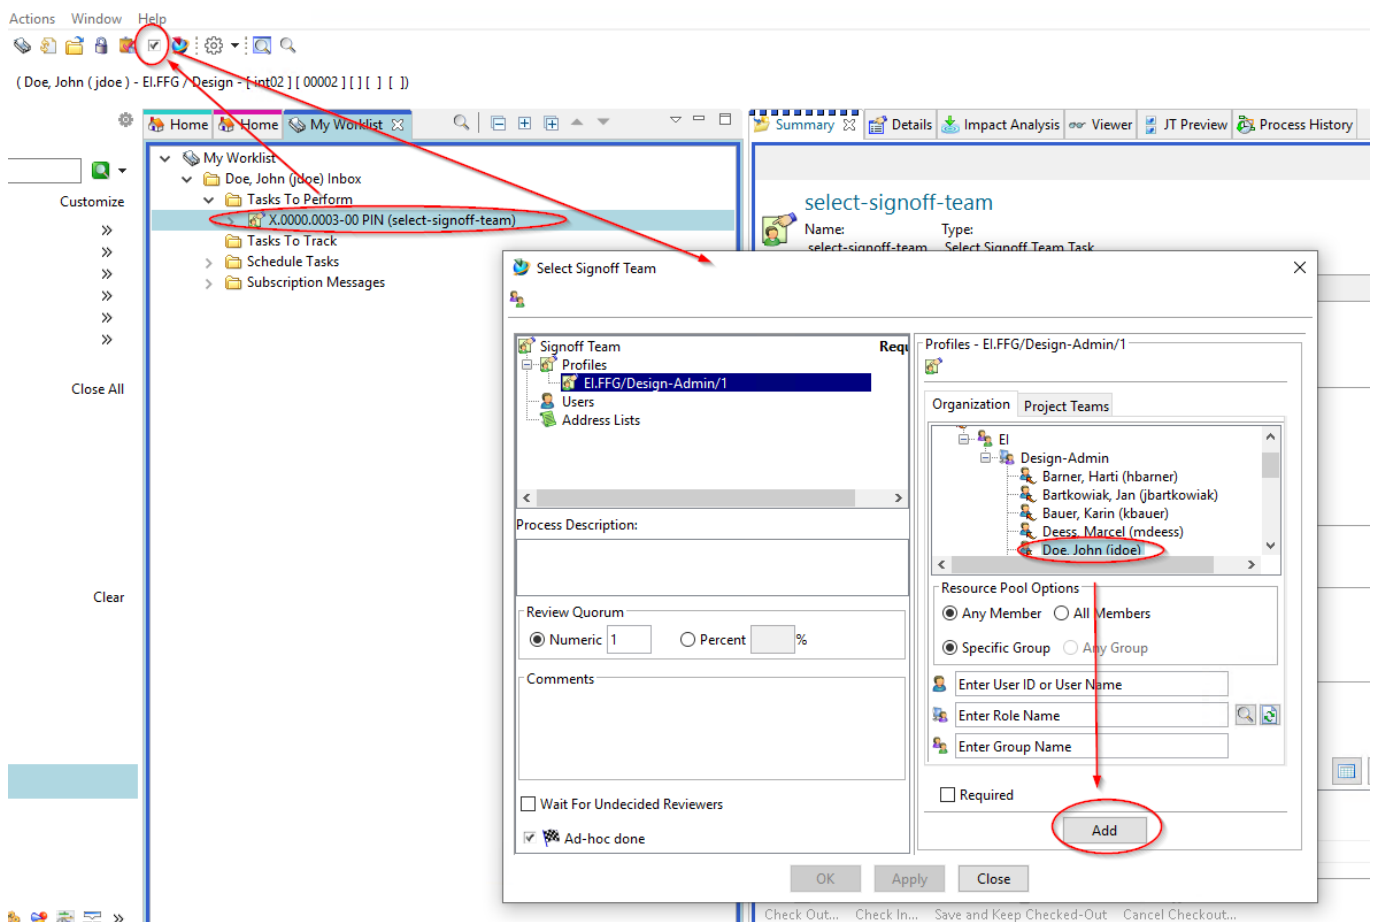 Actions Window Help
( Doe, John ( jdoe ) - EI.FFG / Design - [ int02 ] [ 00002 ] [ ] [ ] [ ])
Home Home My Worklist
Summary Details Impact Analysis Viewer JT Preview Process History
My Worklist
Doe, John (jdoe) Inbox
Tasks To Perform
X.0000.0003-00 PIN (select-signoff-team)
Tasks To Track
Schedule Tasks
Subscription Messages
Customize
Close All
Clear
select-signoff-team
Name: Type:
select-signoff-team Select Signoff Team Task
Select Signoff Team
Signoff Team Requ
Profiles
EI.FFG/Design-Admin/1
Users
Address Lists
Process Description:
Review Quorum
Numeric 1 Percent %
Comments
Wait For Undecided Reviewers
Ad-hoc done
Profiles - EI.FFG/Design-Admin/1
Organization Project Teams
EI
Design-Admin
Barner, Harti (hbarner)
Bartkowiak, Jan (jbartkowiak)
Bauer, Karin (kbauer)
Deess, Marcel (mdeess)
Doe, John (jdoe)
Resource Pool Options
Any Member All Members
Specific Group Any Group
Enter User ID or User Name
Enter Role Name
Enter Group Name
Required
Add
OK Apply Close
Check Out... Check In... Save and Keep Checked-Out Cancel Checkout...